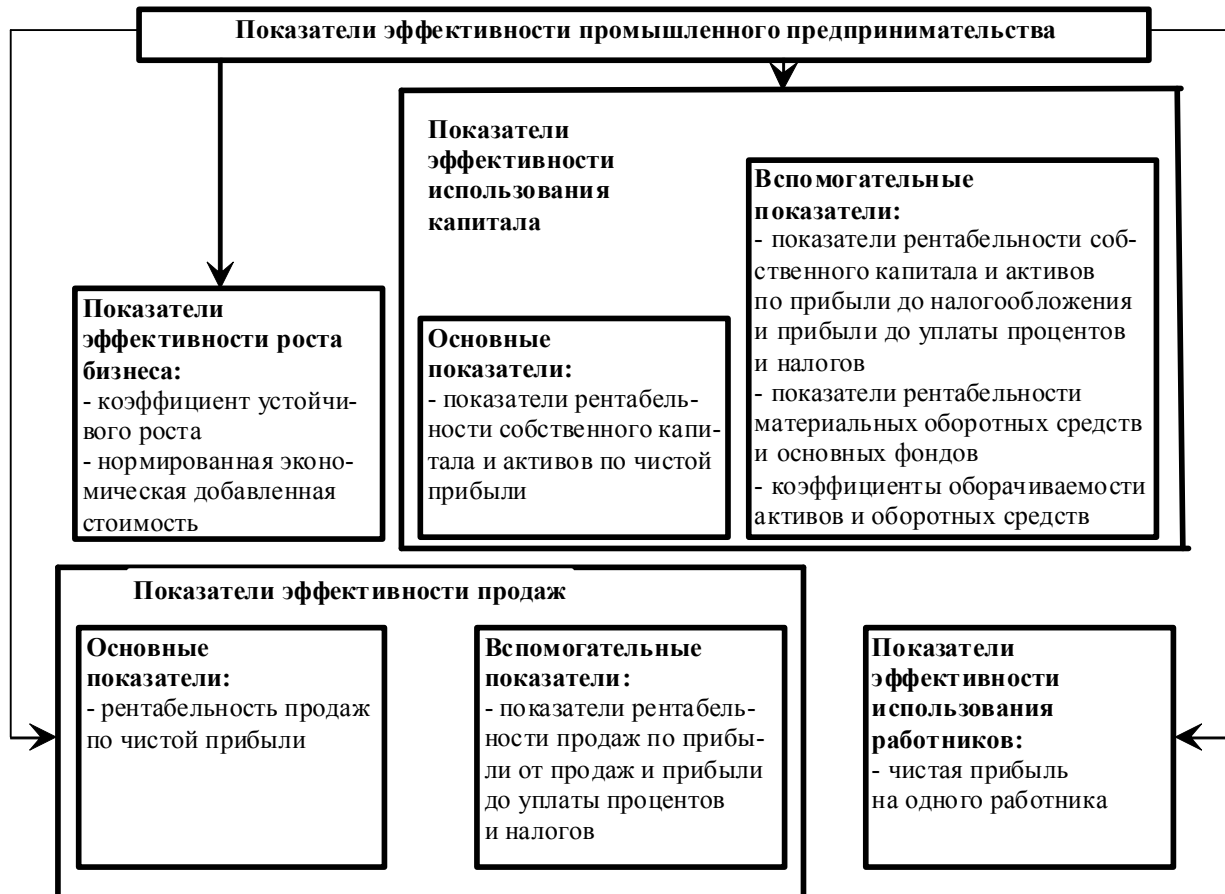 Показатели эффективности промышленного предпринимательства
Показатели
эффективности
использования
капитала
Вспомогательные
показатели:
- показатели рентабельности соб-
ственного капитала и активов
по прибыли до налогообложения
и прибыли до уплаты процентов
и налогов
- показатели рентабельности
материальных оборотных средств
и основных фондов
- коэффициенты оборачиваемости
активов и оборотных средств
Показатели
эффективности роста
бизнеса:
- коэффициент устойчи-
вого роста
- нормированная эконо-
мическая добавленная
стоимость
Основные
показатели:
- показатели рентабель-
ности собственного капи-
тала и активов по чистой
прибыли
Показатели эффективности продаж
Основные
показатели:
- рентабельность продаж
по чистой прибыли
Вспомогательные
показатели:
- показатели рентабель-
ности продаж по прибы-
ли от продаж и прибыли
до уплаты процентов
и налогов
Показатели
эффективности
использования
работников:
- чистая прибыль
на одного работника